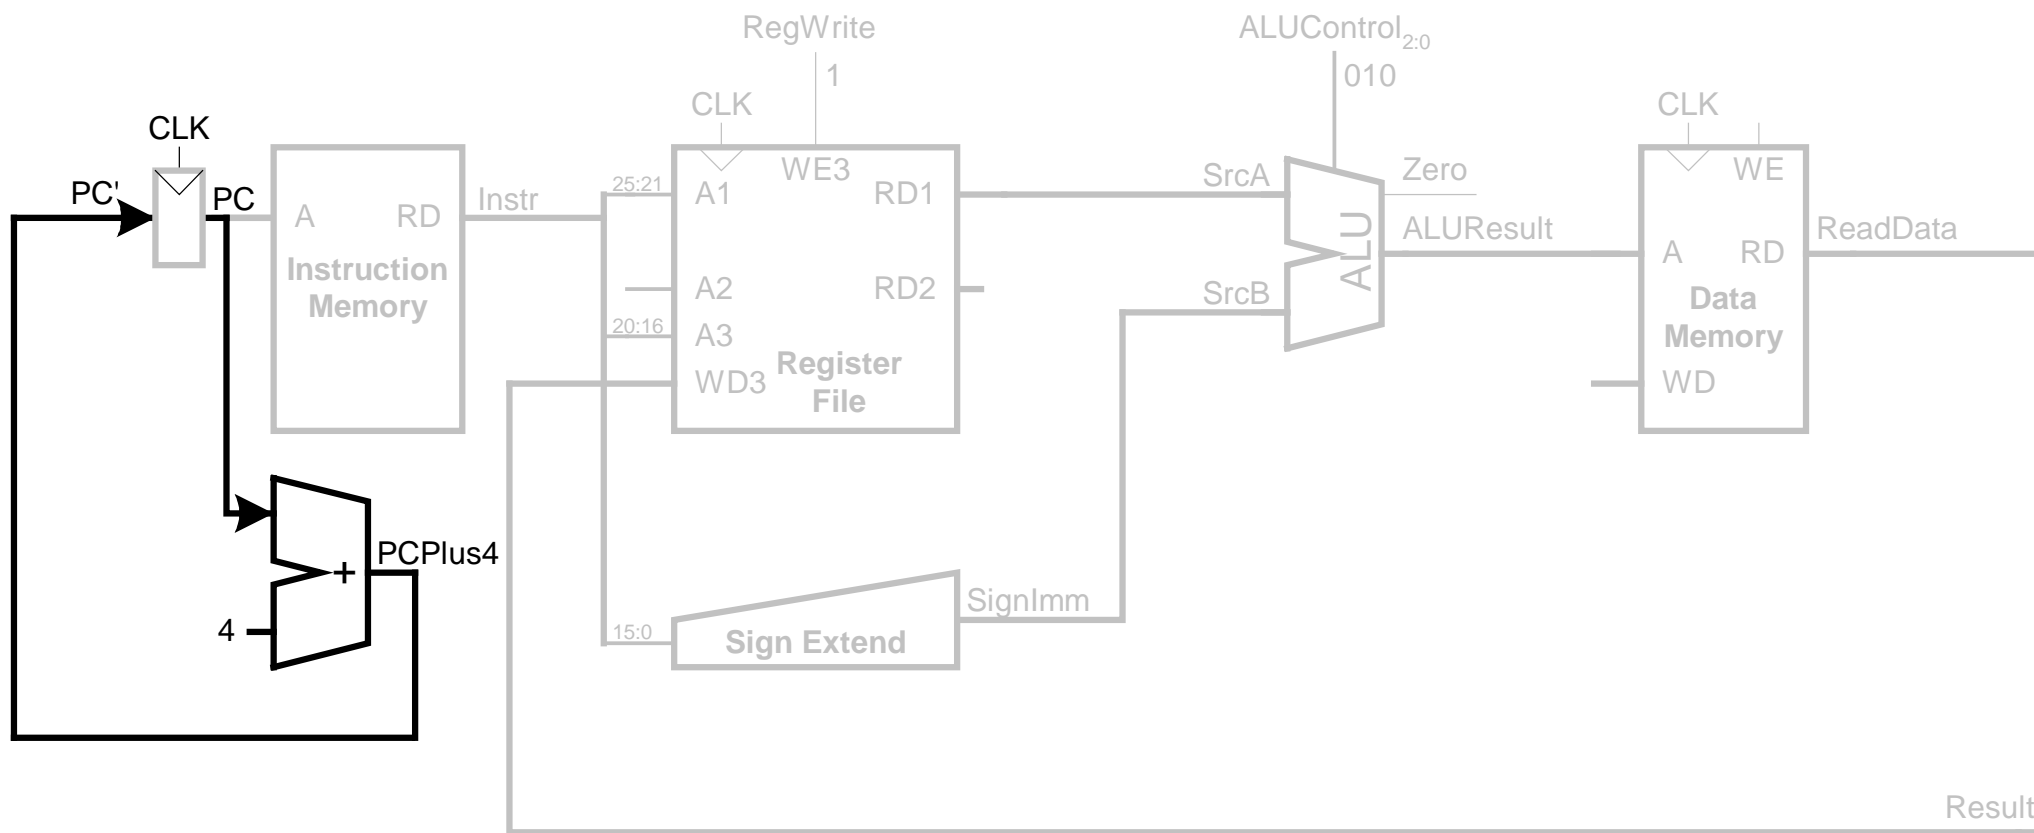 RegWrite
1
ALUControl2:0
010
CLK
PC'
PC
A
RD
Instruction
Memory
Instr
25:21
20:16
15:0
CLK
WE3
A1
RD1
A2
RD2
A3
WD3
Register
File
SrcA
SrcB
ALU
Zero
ALUResult
CLK
WE
A
RD
Data
Memory
WD
ReadData
+
PCPlus4
4
SignImm
Sign Extend
Result